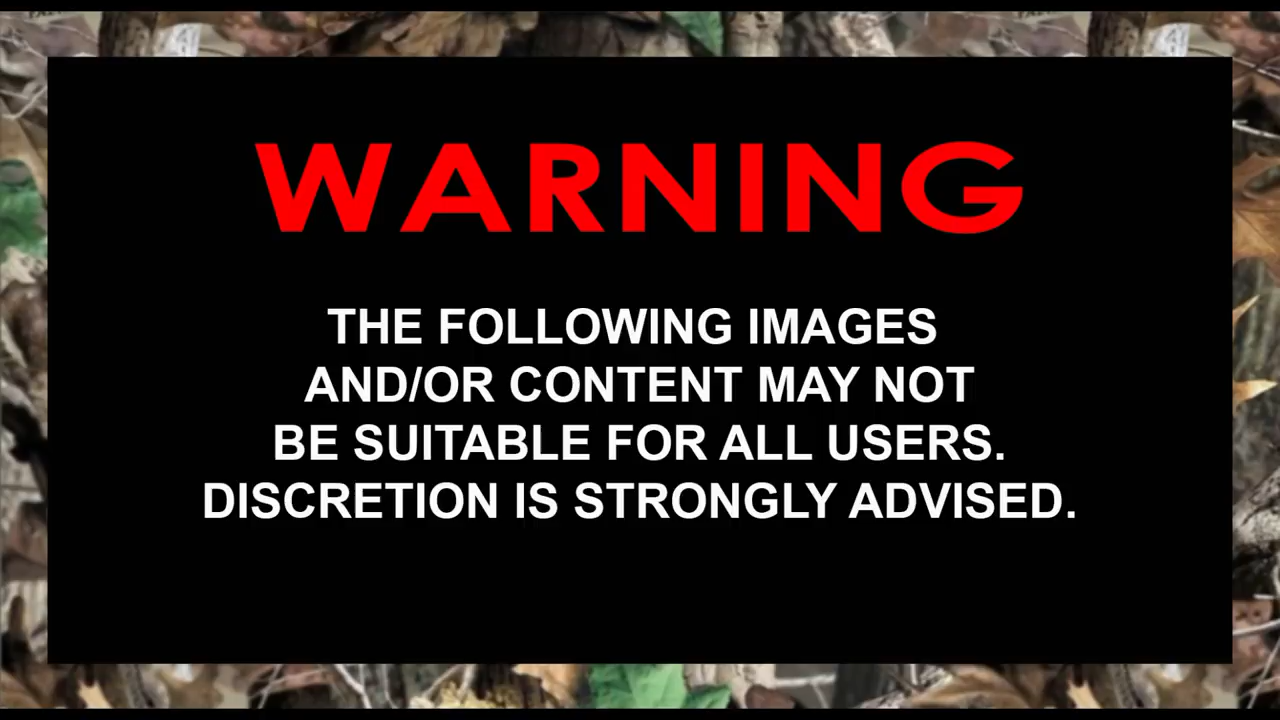 WARNING
THE FOLLOWING IMAGES
AND/OR CONTENT MAY NOT
BE SUITABLE FOR ALL USERS.
DISCRETION IS STRONGLY ADVISED.